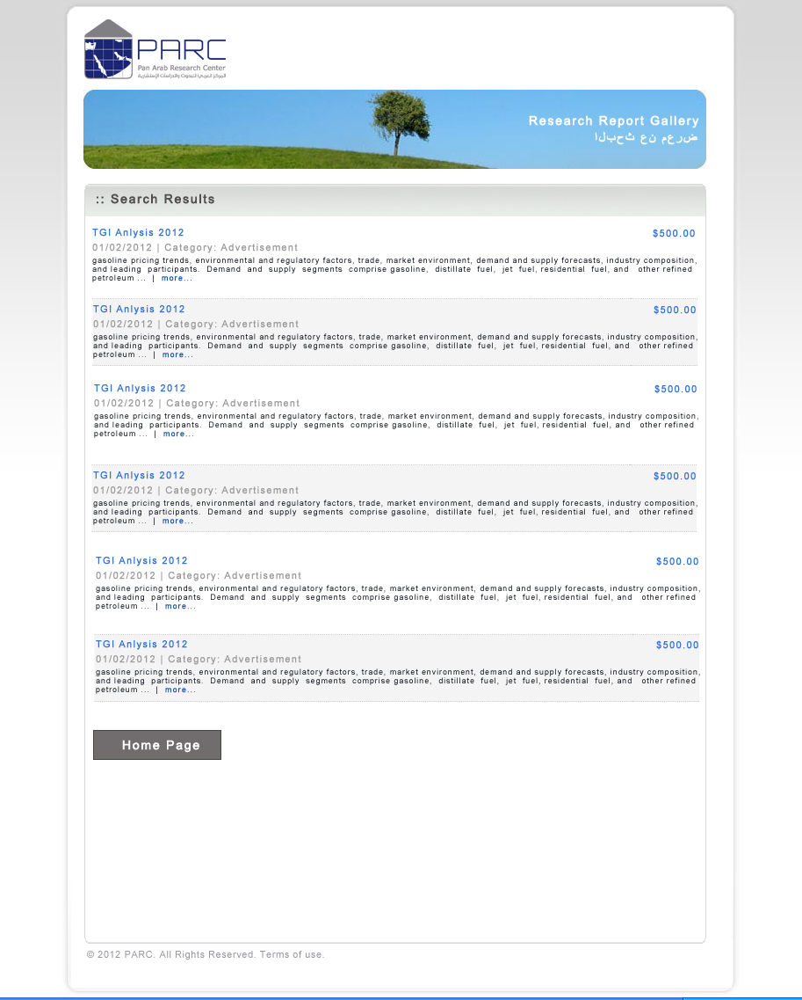 PARC
Pan Arab Research Center
المركز العربي للبحوث والدراسات الإستشارية
Research Report Gallery
البحث عن معرض
:: Search Results
TGI Anlysis 2012 $500.00
01/02/2012 | Category: Advertisement
gasoline pricing trends, environmental and regulatory factors, trade, market environment, demand and supply forecasts, industry composition,
and leading participants. Demand and supply segments comprise gasoline, distillate fuel, jet fuel, residential fuel, and other refined
petroleum ... | more...
TGI Anlysis 2012 $500.00
01/02/2012 | Category: Advertisement
gasoline pricing trends, environmental and regulatory factors, trade, market environment, demand and supply forecasts, industry composition,
and leading participants. Demand and supply segments comprise gasoline, distillate fuel, jet fuel, residential fuel, and other refined
petroleum ... | more...
TGI Anlysis 2012 $500.00
01/02/2012 | Category: Advertisement
gasoline pricing trends, environmental and regulatory factors, trade, market environment, demand and supply forecasts, industry composition,
and leading participants. Demand and supply segments comprise gasoline, distillate fuel, jet fuel, residential fuel, and other refined
petroleum ... | more...
TGI Anlysis 2012 $500.00
01/02/2012 | Category: Advertisement
gasoline pricing trends, environmental and regulatory factors, trade, market environment, demand and supply forecasts, industry composition,
and leading participants. Demand and supply segments comprise gasoline, distillate fuel, jet fuel, residential fuel, and other refined
petroleum ... | more...
TGI Anlysis 2012 $500.00
01/02/2012 | Category: Advertisement
gasoline pricing trends, environmental and regulatory factors, trade, market environment, demand and supply forecasts, industry composition,
and leading participants. Demand and supply segments comprise gasoline, distillate fuel, jet fuel, residential fuel, and other refined
petroleum ... | more...
TGI Anlysis 2012 $500.00
01/02/2012 | Category: Advertisement
gasoline pricing trends, environmental and regulatory factors, trade, market environment, demand and supply forecasts, industry composition,
and leading participants. Demand and supply segments comprise gasoline, distillate fuel, jet fuel, residential fuel, and other refined
petroleum ... | more...
Home Page
© 2012 PARC. All Rights Reserved. Terms of use.